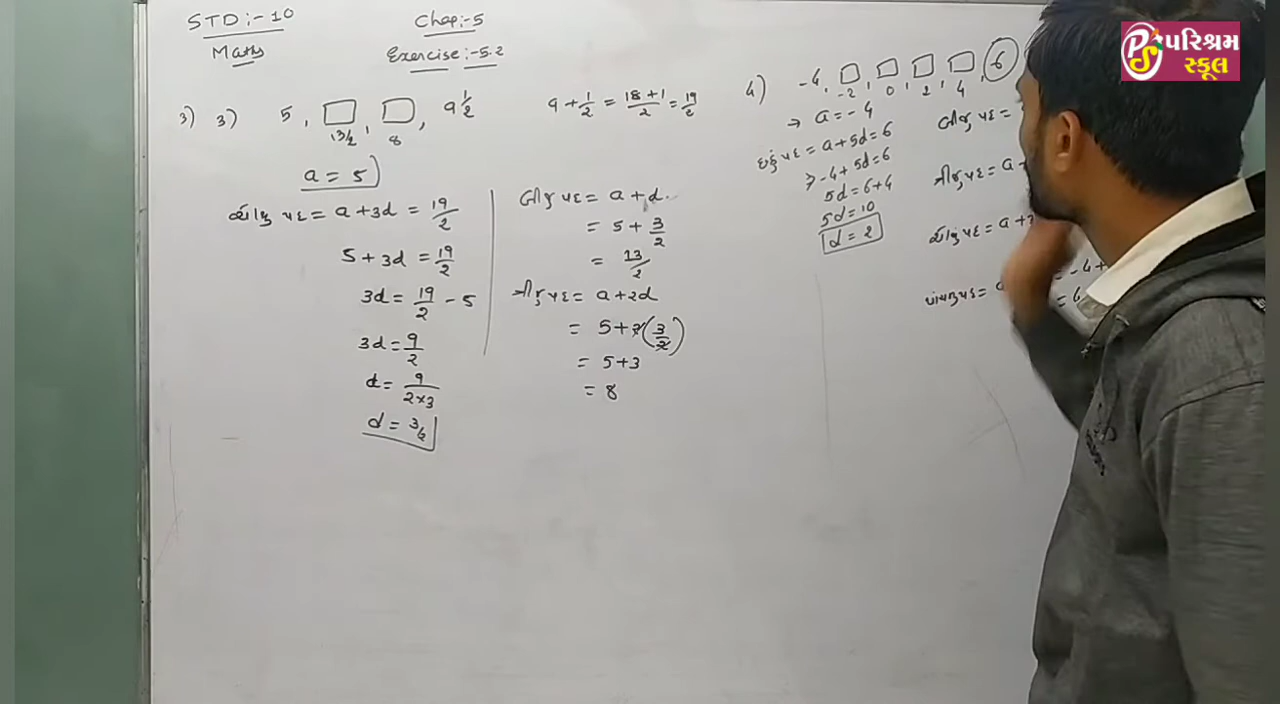 STD:- 10
Maths
Chap:-5
Exercise:-5.2
3) 3) 5, □, □, 9 1/2
13/2, 8
9 + 1/2 = 18+1/2 = 19/2
a = 5
ચોથું પદ = a + 3d = 19/2
5 + 3d = 19/2
3d = 19/2 - 5
3d = 9/2
d = 9/2×3
d = 3/2
બીજુ પદ = a + d
= 5 + 3/2
= 13/2
ત્રીજુ પદ = a+2d
= 5+2(3/2)
= 5+3
= 8
4) -4, □, □, □, □, 6
-2, 0, 2, 4
→ a = - 4
છઠ્ઠું પદ = a + 5d = 6
-4 + 5d = 6
5d = 6+4
5d = 10
d = 2
બીજુ પદ =
ત્રીજુ પદ = a+
ચોથું પદ = a +
પાંચમુ પદ =
= -4+
પરિશ્રમ
સ્કૂલ